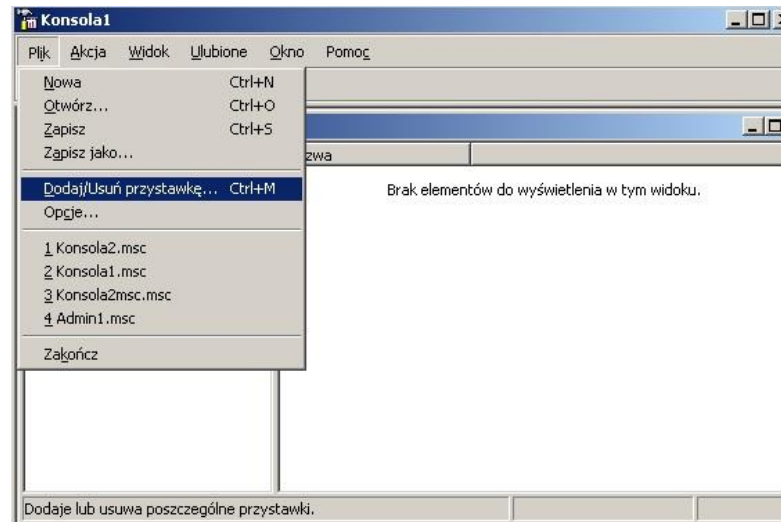 Konsola1
Plik Akcja Widok Ulubione Okno Pomoc
Nowa Ctrl+N
Otwórz... Ctrl+O
Zapisz Ctrl+S
Zapisz jako...
zwa
Dodaj/Usuń przystawkę... Ctrl+M
Brak elementów do wyświetlenia w tym widoku.
Opcje...
1 Konsola2.msc
2 Konsola1.msc
3 Konsola2msc.msc
4 Admin1.msc
Zakończ
Dodaje lub usuwa poszczególne przystawki.